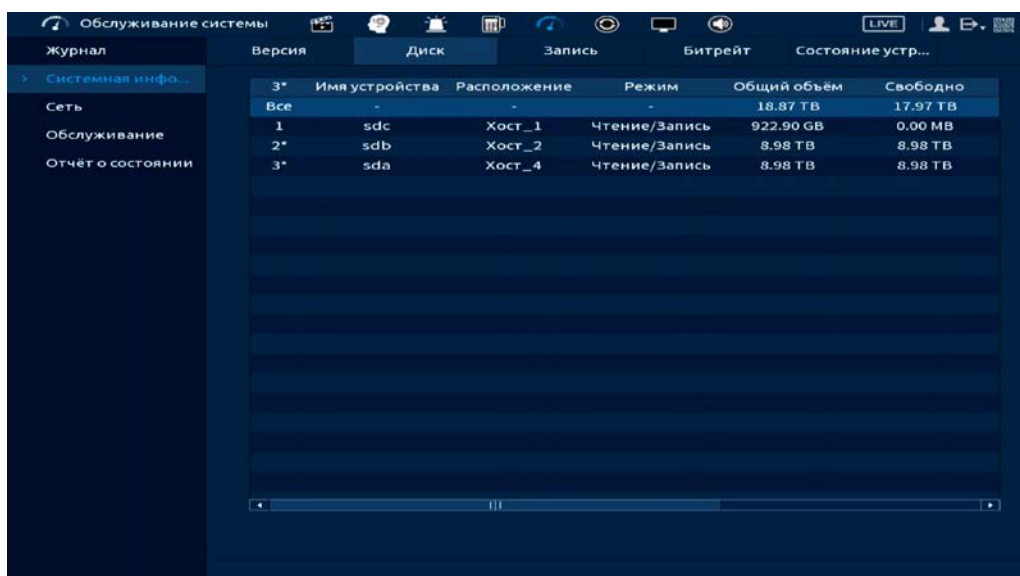 Обслуживание системы LIVE
Журнал Версия Диск Запись Битрейт Состояние устр...
Системная инфо...
3* Имя устройства Расположение Режим Общий объём Свободно
Сеть
Все - - - 18.87 TB 17.97 TB
1 sdc Хост_1 Чтение/Запись 922.90 GB 0.00 MB
Обслуживание
2* sdb Хост_2 Чтение/Запись 8.98 TB 8.98 TB
Отчёт о состоянии
3* sda Хост_4 Чтение/Запись 8.98 TB 8.98 TB